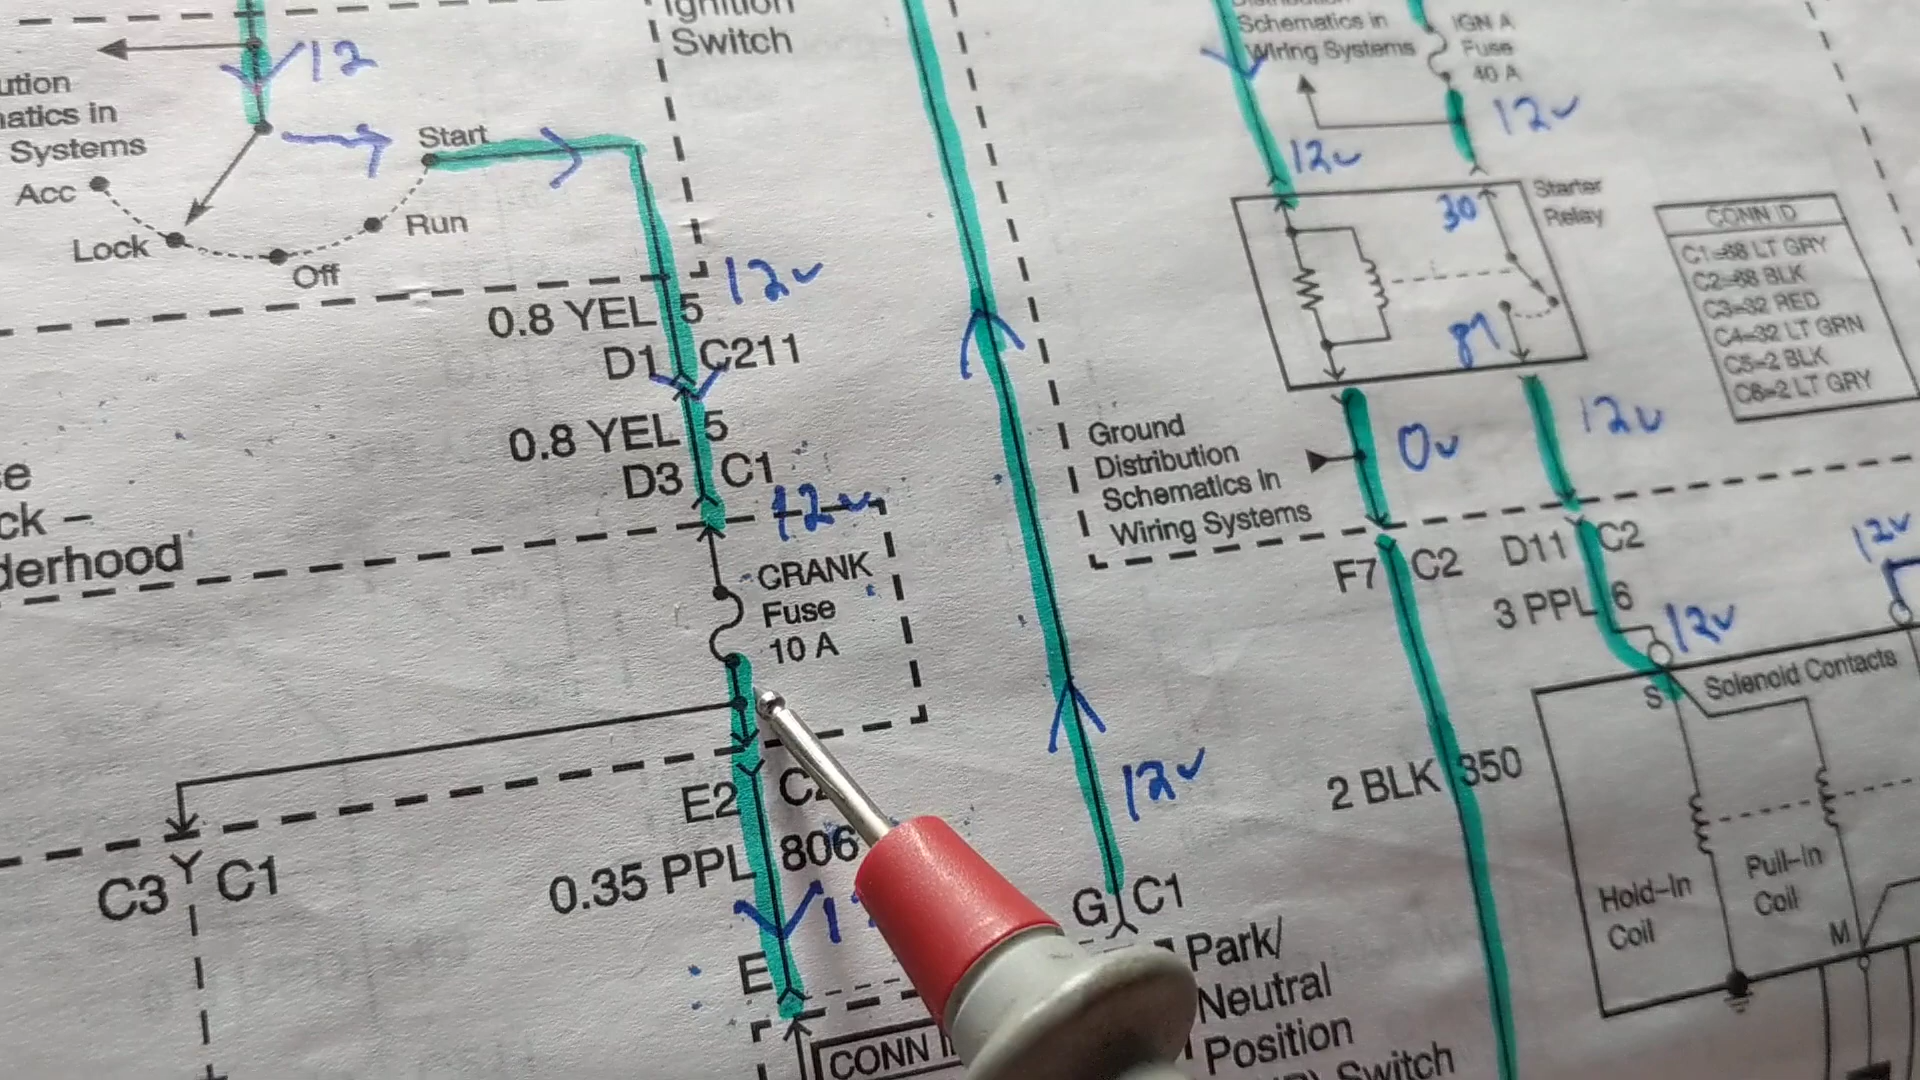 Ignition
Switch
12
ution
natics in
Systems
Start
Acc
Run
Lock
Off
12v
0.8 YEL 5
D1 C211
0.8 YEL 5
D3 C1
12v
e
ck –
derhood
CRANK
Fuse
10 A
E2
0.35 PPL 806
C3 C1
E
CONN
Schematics in
Wiring Systems
IGN A
Fuse
40 A
12v
12v
30
Starter
Relay
87
CONN ID
C1=68 LT GRY
C2=68 BLK
C3=32 RED
C4=32 LT GRN
C5=2 BLK
C6=2 LT GRY
Ground
Distribution
Schematics in
Wiring Systems
0v
12v
F7 C2
D11 C2
3 PPL 6
12v
12v
S
Solenoid Contacts
2 BLK 350
12v
Hold–In
Coil
Pull–In
Coil
M
G C1
Park/
Neutral
Position
Switch